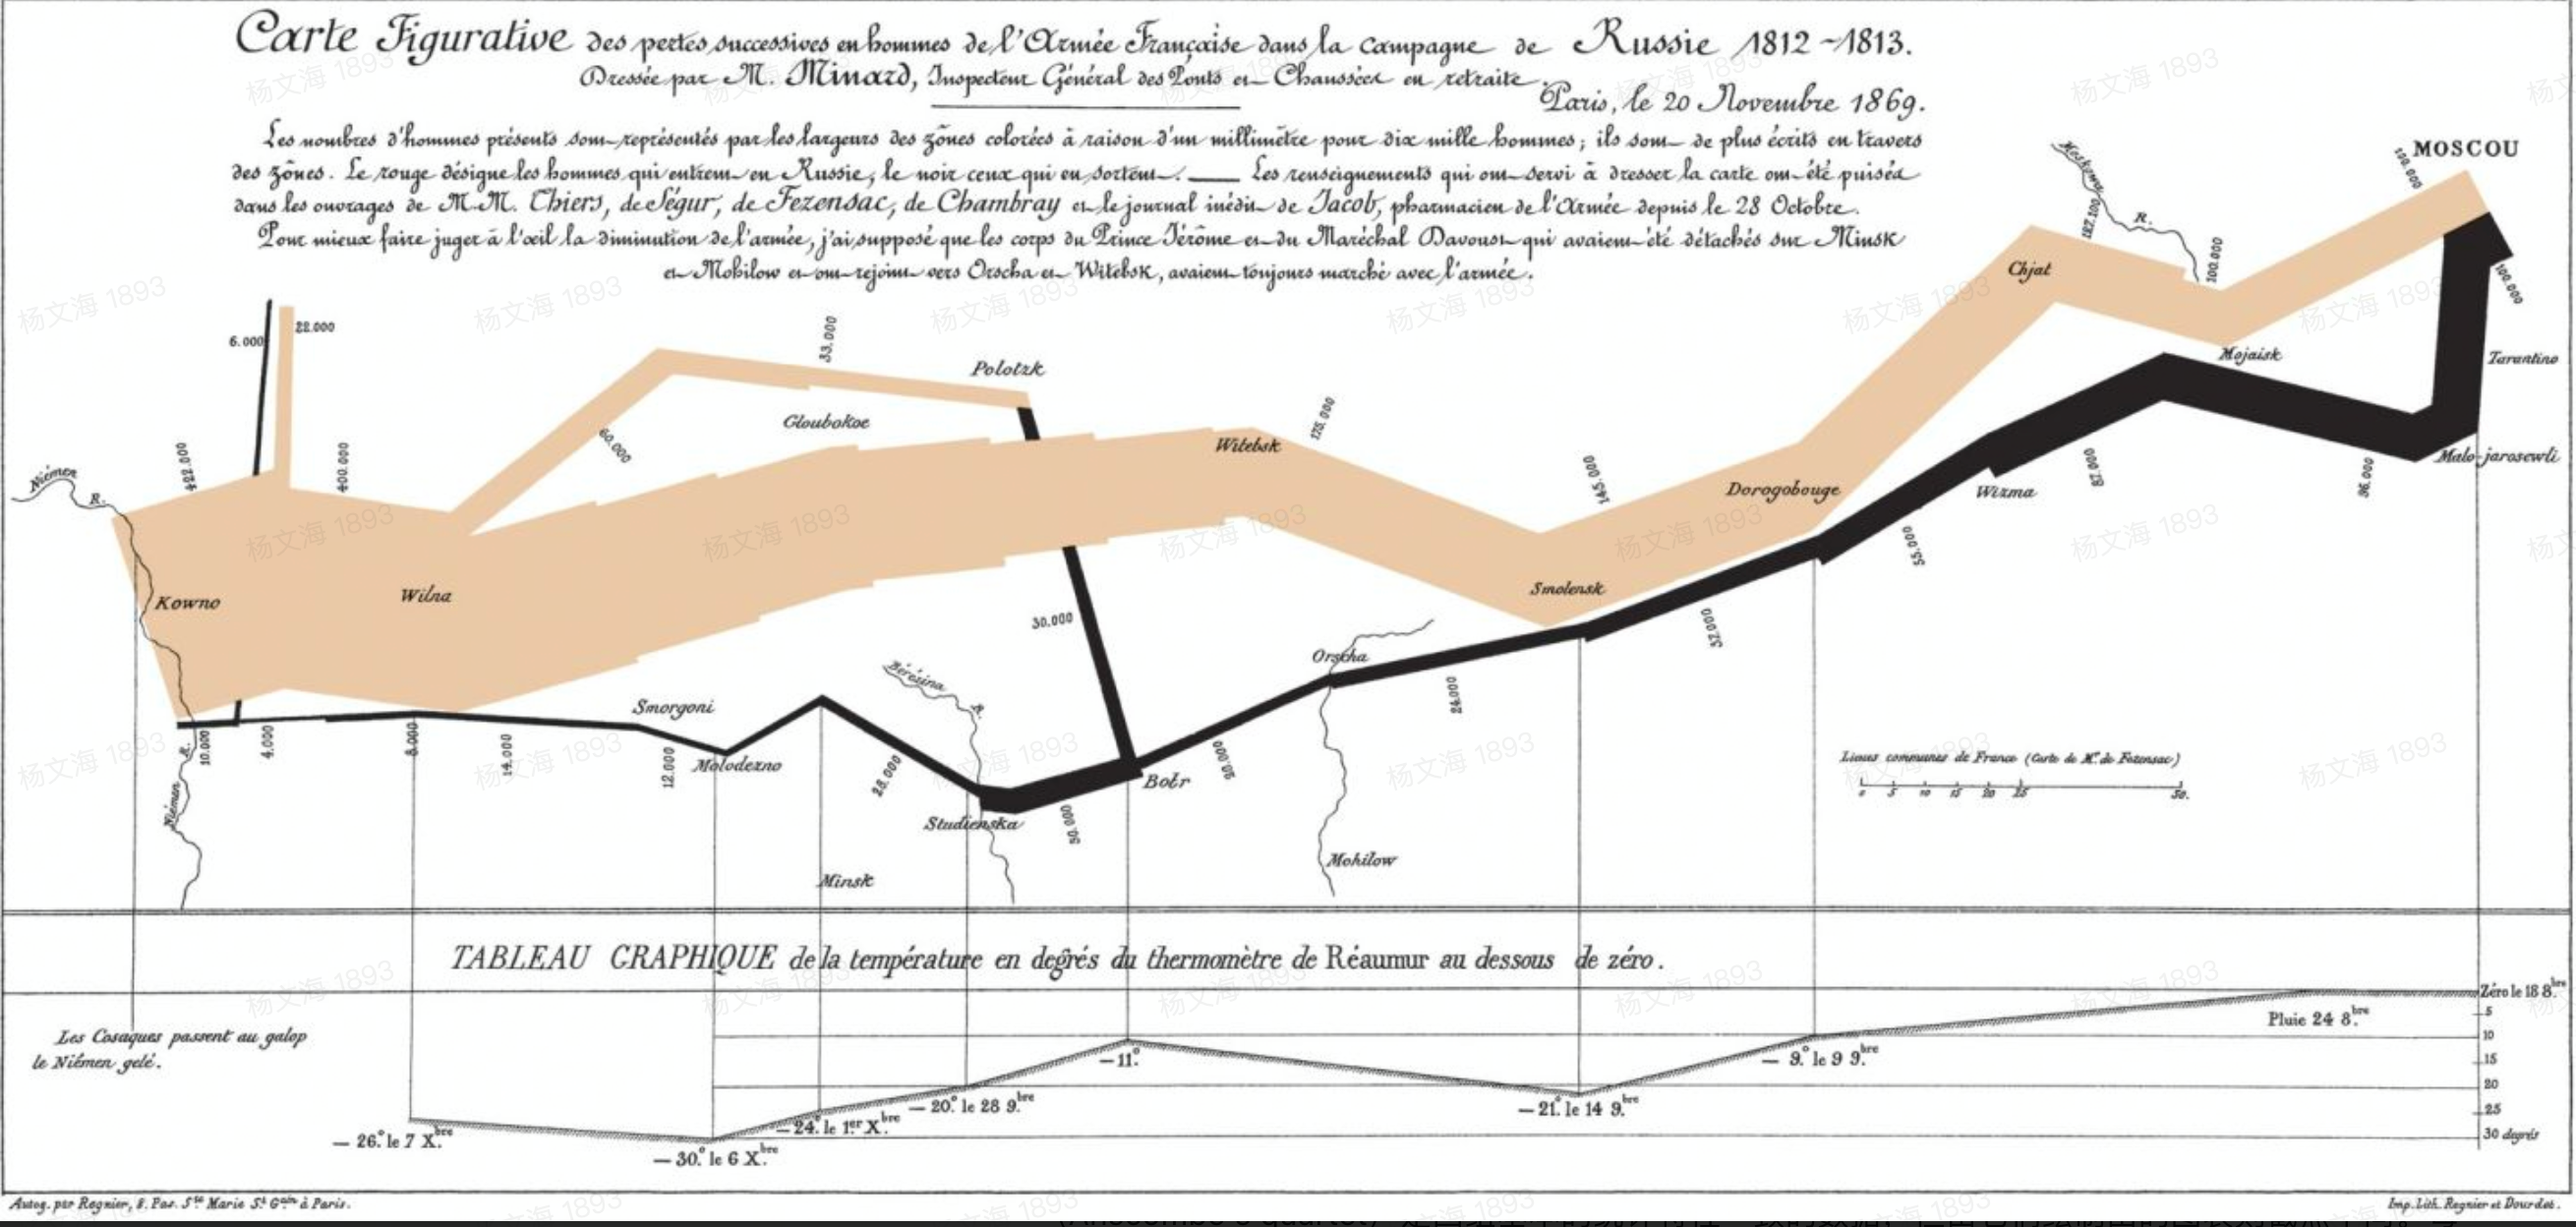 Carte Figurative des pertes successives en hommes de l'Armée Française dans la campagne de Russie 1812-1813.
Dressée par M. Minard, Inspecteur Général des Ponts et Chaussées en retraite.
Paris, le 20 Novembre 1869.
Les nombres d'hommes présents sont représentés par les largeurs des zônes colorées à raison d'un millimètre pour dix mille hommes; ils sont de plus écrits en travers
des zônes. Le rouge désigne les hommes qui entrent en Russie, le noir ceux qui en sortent. — Les renseignements qui ont servi à dresser la carte ont été puisés
dans les ouvrages de M.M. Thiers, de Ségur, de Fezensac, de Chambray et le journal inédit de Jacob, pharmacien de l'Armée depuis le 28 Octobre.
Pour mieux faire juger à l'œil la diminution de l'armée, j'ai supposé que les corps du Prince Jérôme et du Maréchal Davoust qui avaient été détachés sur Minsk
et Mohilow et ont rejoint vers Orscha et Witebsk, avaient toujours marché avec l'armée.
MOSCOU
100.000
Moskowa
R.
187.100
100.000
100.000
Chjat
Mojaisk
Tarantino
Malo-jarosewli
96.000
87.000
Wizma
55.000
37.000
Dorogobouge
145.000
Smolensk
175.000
Witebsk
Polotzk
33.000
Gloubokoe
60.000
22.000
6.000
400.000
422.000
Niémen
R.
Kowno
Wilna
30.000
Orscha
24.000
20.000
Bobr
50.000
Bérésina
R.
Studienska
28.000
Minsk
Mohilow
Smorgoni
Molodezno
12.000
14.000
8.000
4.000
10.000
R.
Niémen
Lieues communes de France (Carte de M. de Fezensac)
0 5 10 15 20 25 50.
TABLEAU GRAPHIQUE de la température en degrés du thermomètre de Réaumur au dessous de zéro.
Les Cosaques passent au galop
le Niémen gelé.
Zéro le 18 8.bre
Pluie 24 8.bre
5
10
15
20
25
30 degrés
— 9.° le 9 9.bre
— 21.° le 14 9.bre
— 11.°
— 20.° le 28 9.bre
— 24.° le 1.er X.bre
— 30.° le 6 X.bre
— 26.° le 7 X.bre
Autog. par Regnier, 8. Pas. S.te Marie S.t G.ain à Paris.
Imp. Lith. Regnier et Dourdet.
杨文海 1893